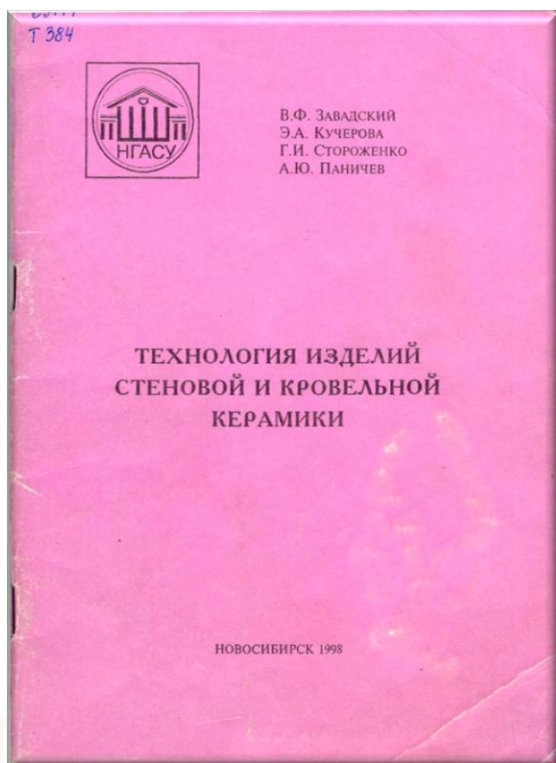 Т 384
НГАСУ
В.Ф. ЗАВАДСКИЙ
Э.А. КУЧЕРОВА
Г.И. СТОРОЖЕНКО
А.Ю. ПАНИЧЕВ
ТЕХНОЛОГИЯ ИЗДЕЛИЙ
СТЕНОВОЙ И КРОВЕЛЬНОЙ
КЕРАМИКИ
НОВОСИБИРСК 1998